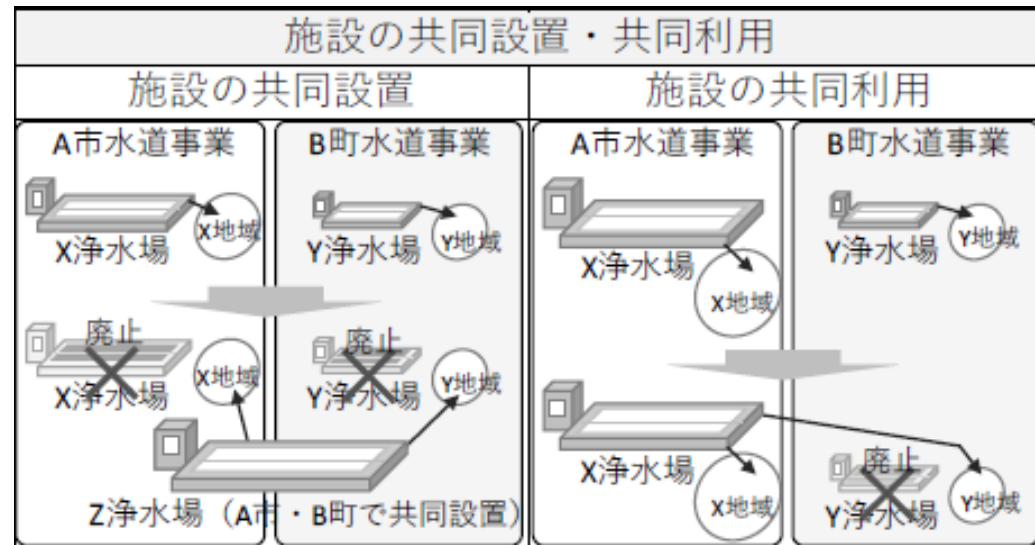 施設の共同設置・共同利用
施設の共同設置
A市水道事業
X浄水場
X地域
B町水道事業
Y浄水場
Y地域
廃止
X浄水場
X地域
廃止
Y浄水場
Y地域
Z浄水場（A市・B町で共同設置）
施設の共同利用
A市水道事業
X浄水場
X地域
B町水道事業
Y浄水場
Y地域
X浄水場
X地域
廃止
Y浄水場
Y地域